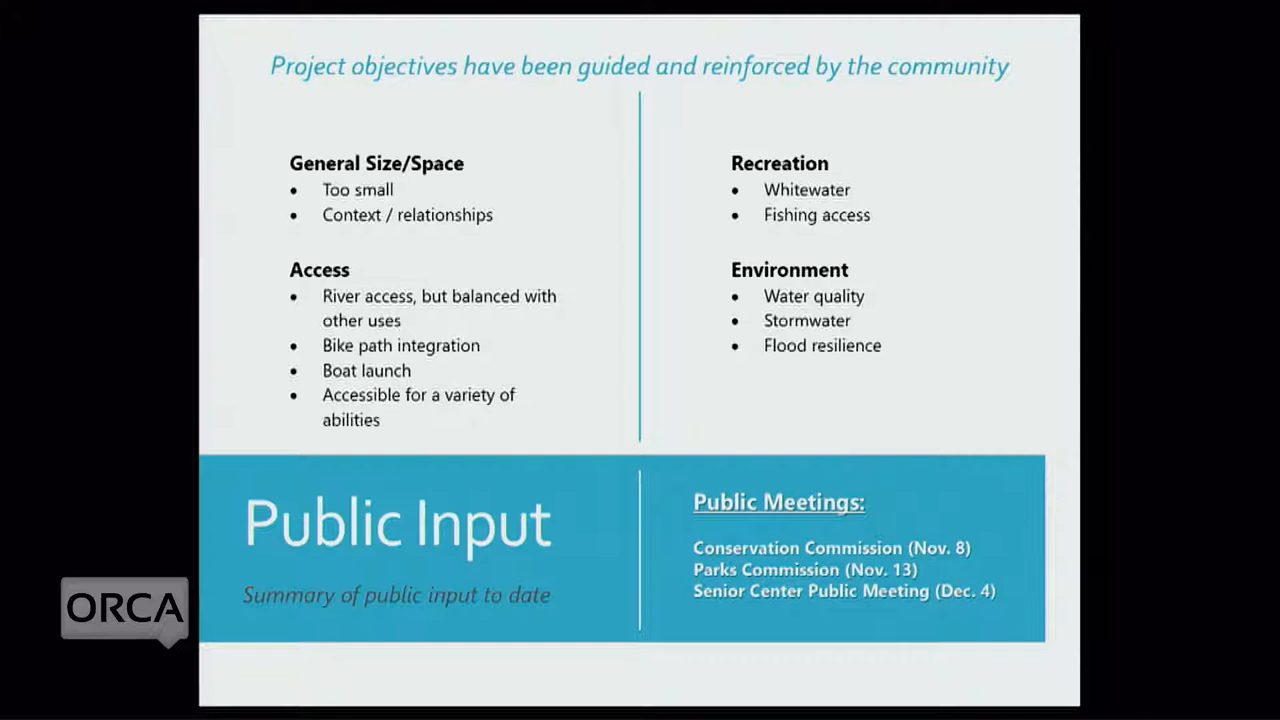 Project objectives have been guided and reinforced by the community
General Size/Space
• Too small
• Context / relationships
Access
• River access, but balanced with
other uses
• Bike path integration
• Boat launch
• Accessible for a variety of
abilities
Recreation
• Whitewater
• Fishing access
Environment
• Water quality
• Stormwater
• Flood resilience
Public Input
Summary of public input to date
Public Meetings:
Conservation Commission (Nov. 8)
Parks Commission (Nov. 13)
Senior Center Public Meeting (Dec. 4)
ORCA